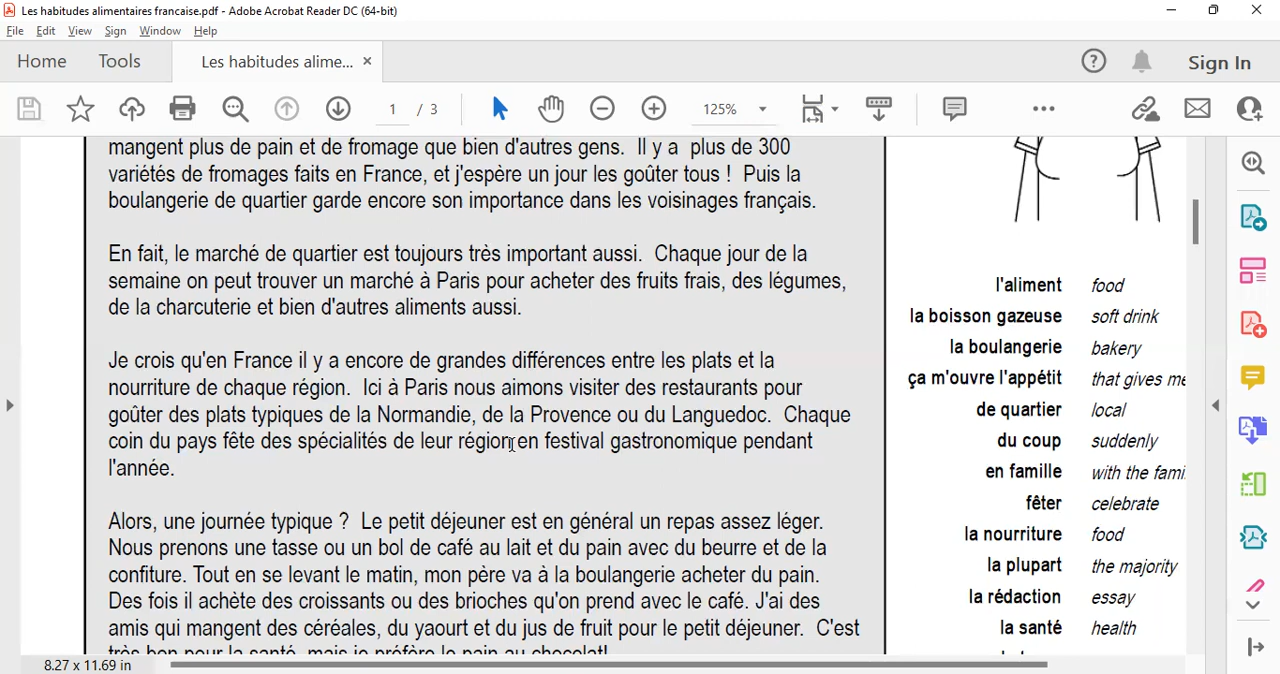 Les habitudes alimentaires francaise.pdf - Adobe Acrobat Reader DC (64-bit)
File Edit View Sign Window Help
Home Tools Les habitudes alime... × Sign In
1 / 3 125%
mangent plus de pain et de fromage que bien d'autres gens. Il y a plus de 300
variétés de fromages faits en France, et j'espère un jour les goûter tous ! Puis la
boulangerie de quartier garde encore son importance dans les voisinages français.
En fait, le marché de quartier est toujours très important aussi. Chaque jour de la
semaine on peut trouver un marché à Paris pour acheter des fruits frais, des légumes,
de la charcuterie et bien d'autres aliments aussi.
Je crois qu'en France il y a encore de grandes différences entre les plats et la
nourriture de chaque région. Ici à Paris nous aimons visiter des restaurants pour
goûter des plats typiques de la Normandie, de la Provence ou du Languedoc. Chaque
coin du pays fête des spécialités de leur région en festival gastronomique pendant
l'année.
Alors, une journée typique ? Le petit déjeuner est en général un repas assez léger.
Nous prenons une tasse ou un bol de café au lait et du pain avec du beurre et de la
confiture. Tout en se levant le matin, mon père va à la boulangerie acheter du pain.
Des fois il achète des croissants ou des brioches qu'on prend avec le café. J'ai des
amis qui mangent des céréales, du yaourt et du jus de fruit pour le petit déjeuner. C'est
très bon pour la santé, mais je préfère le pain au chocolat!
l'aliment food
la boisson gazeuse soft drink
la boulangerie bakery
ça m'ouvre l'appétit that gives me
de quartier local
du coup suddenly
en famille with the fami
fêter celebrate
la nourriture food
la plupart the majority
la rédaction essay
la santé health
8.27 x 11.69 in